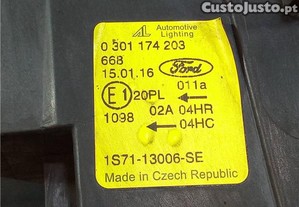 CustoJusto.pt
AL Automotive Lighting
0 301 174 203
668
15.01.16
Ford
011a
E1 20PL
02A 04HR
1098
04HC
1S71-13006-SE
Made in Czech Republic